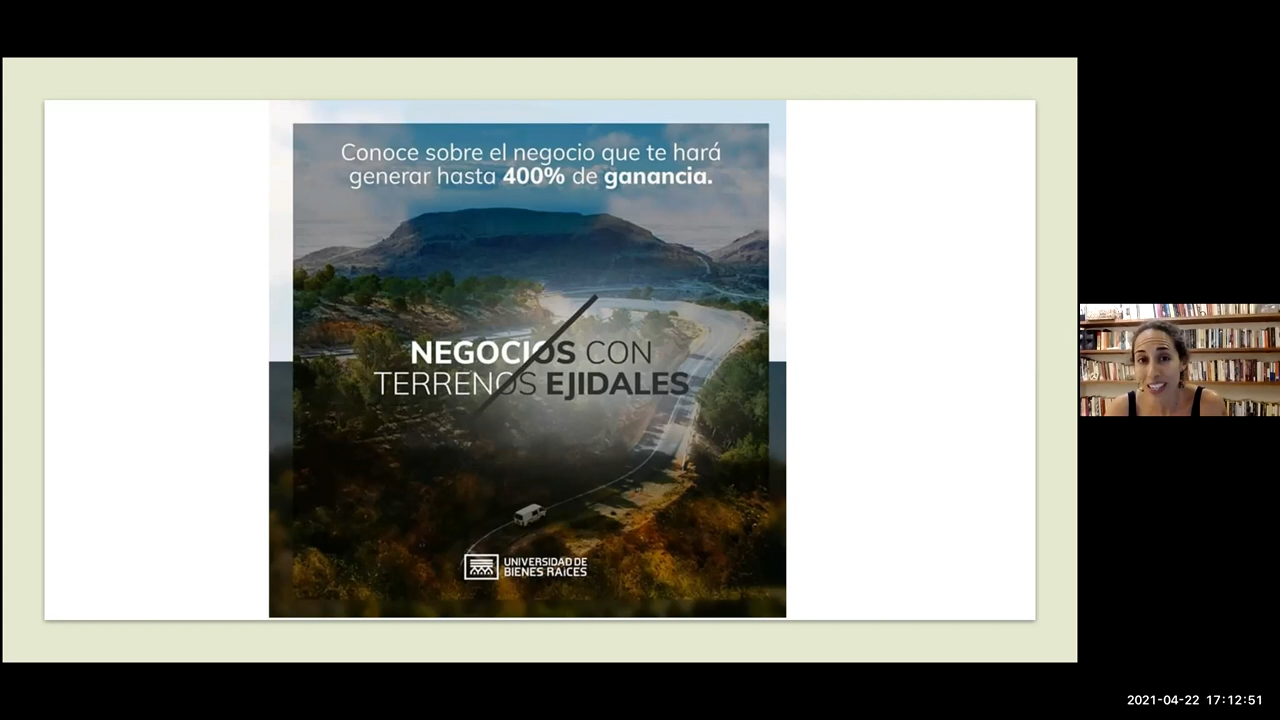 Conoce sobre el negocio que te hará
generar hasta 400% de ganancia.
NEGOCIOS CON
TERRENOS EJIDALES
UNIVERSIDAD DE
BIENES RAÍCES
2021-04-22 17:12:51